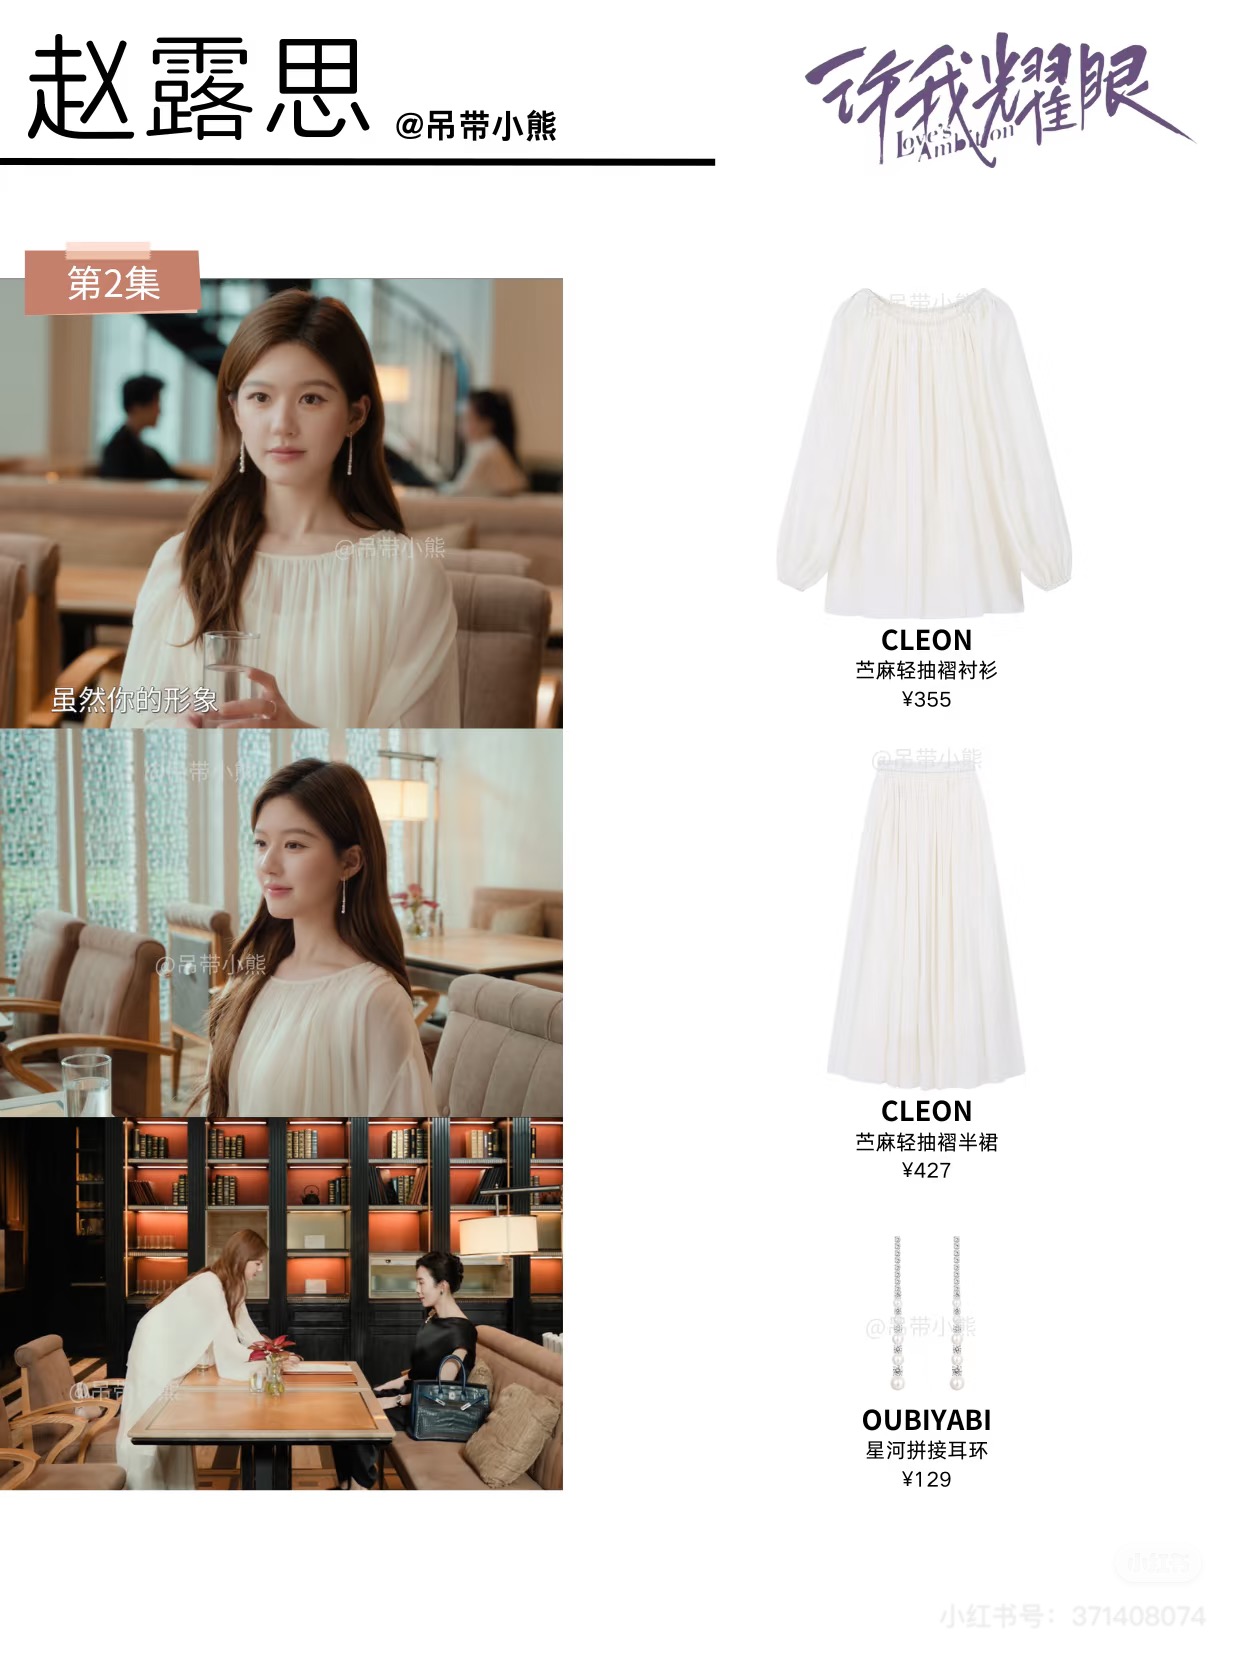 赵露思 @吊带小熊
许我耀眼
Love's
Ambition
第2集
@吊带小熊
@吊带小熊
虽然你的形象
CLEON
苎麻轻抽褶衬衫
¥355
@吊带小熊
@吊带小熊
@吊带小熊
CLEON
苎麻轻抽褶半裙
¥427
@吊带小熊
@吊带小熊
OUBIYABI
星河拼接耳环
¥129
小红书
小红书号：371408074